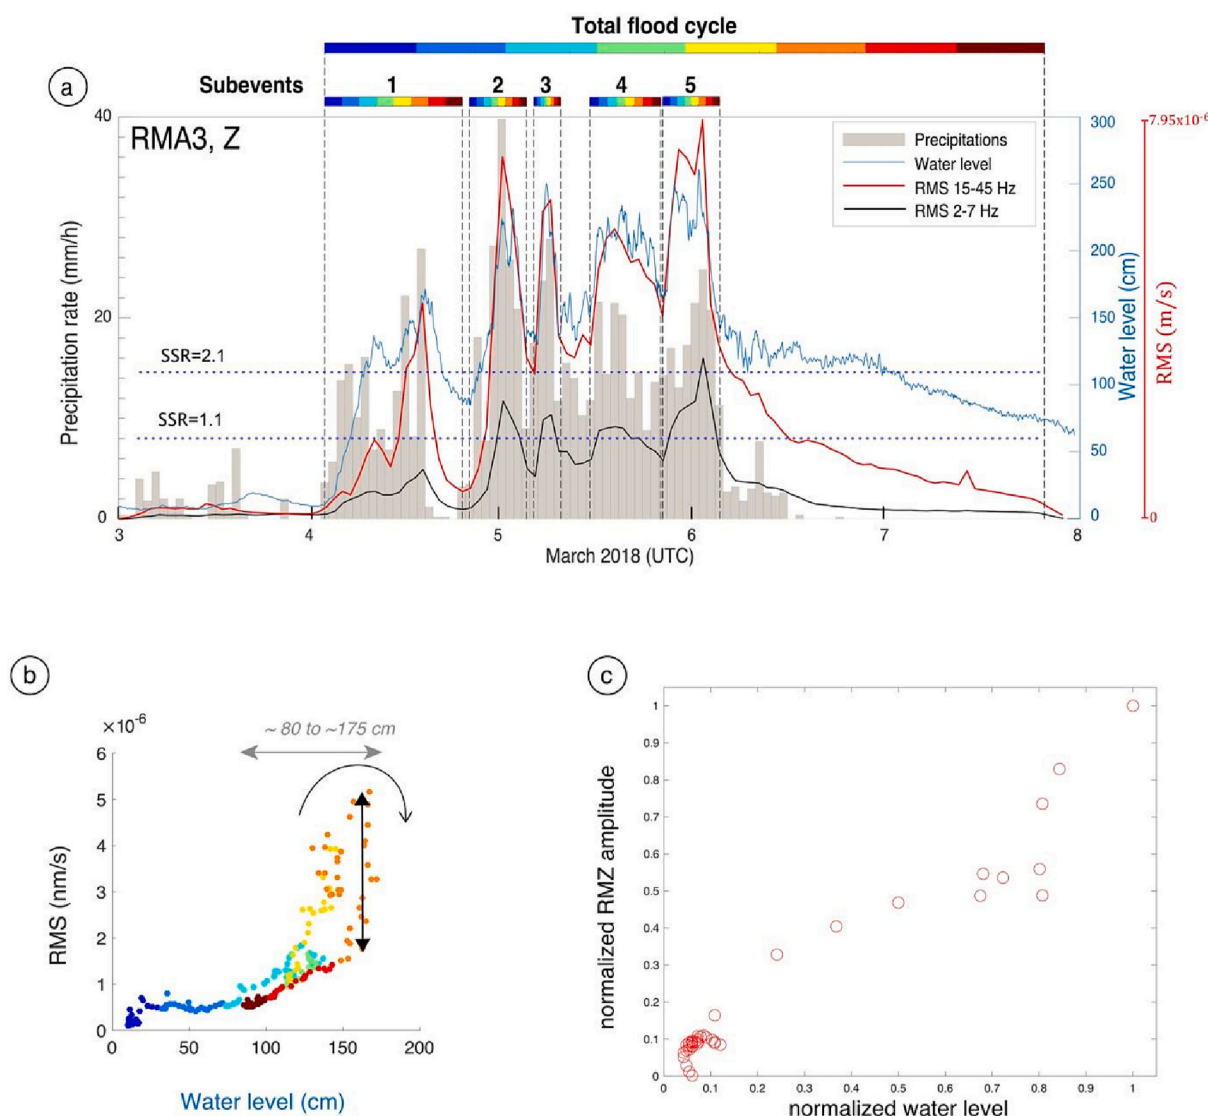 Total flood cycle
a
Subevents 1 2 3 4 5
RMA3, Z
Precipitations
Water level
RMS 15-45 Hz
RMS 2-7 Hz
SSR=2.1
SSR=1.1
40
20
0
Precipitation rate (mm/h)
300
250
200
150
100
50
0
Water level (cm)
7.95x10-6
0
RMS (m/s)
3 4 5 6 7 8
March 2018 (UTC)
b
×10-6
~ 80 to ~175 cm
6
5
4
3
2
1
0
RMS (nm/s)
0 50 100 150 200
Water level (cm)
c
1
0.9
0.8
0.7
0.6
0.5
0.4
0.3
0.2
0.1
0
normalized RMZ amplitude
0 0.1 0.2 0.3 0.4 0.5 0.6 0.7 0.8 0.9 1
normalized water level